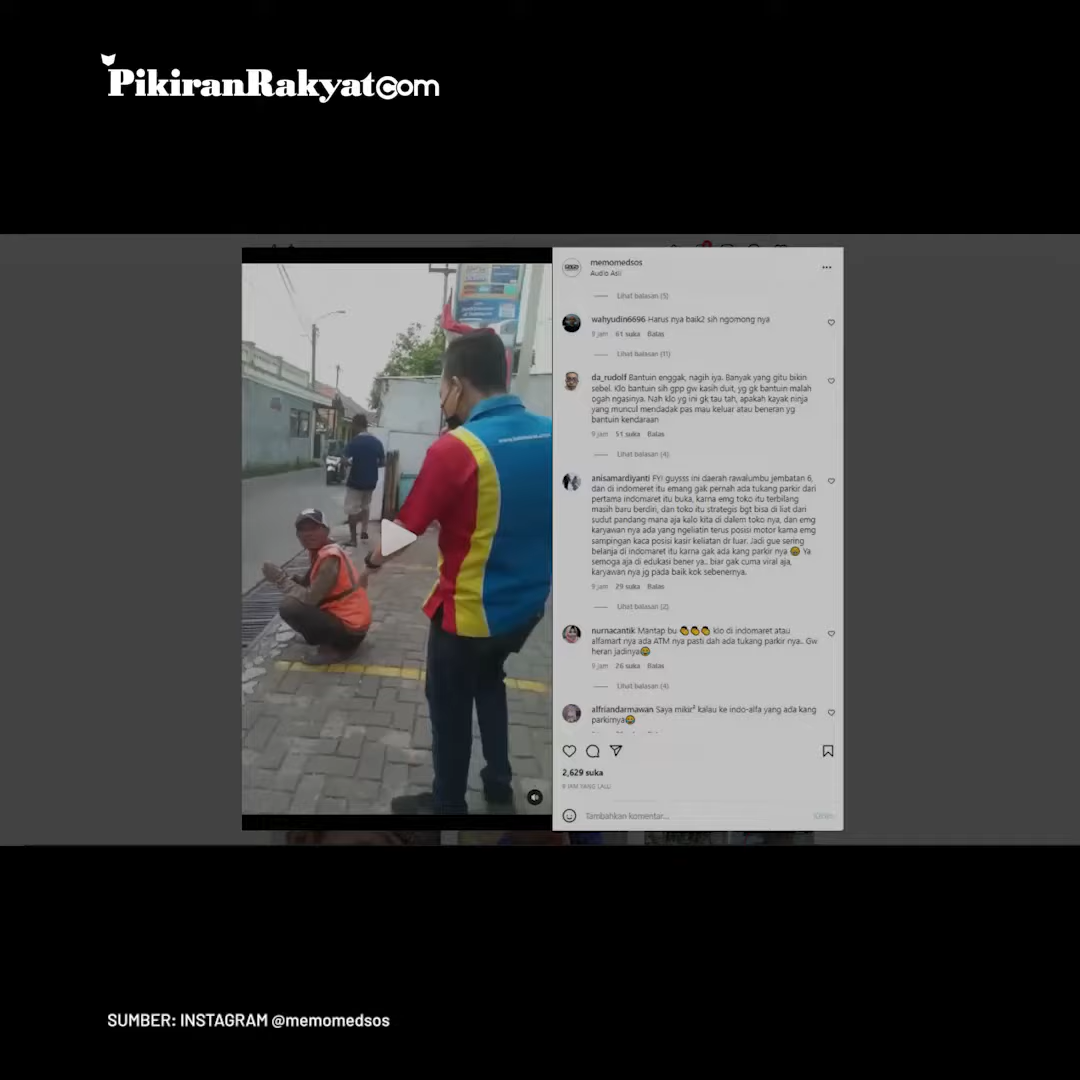 PikiranRakyat.com
memomedsos
Audio Asli
Lihat balasan (5)
wahyudin6696 Harus nya baik2 sih ngomong nya
9 jam 61 suka Balas
Lihat balasan (11)
da_rudolf Bantuin enggak, nagih iya. Banyak yang gitu bikin
sebel. Klo bantuin sih gpp gw kasih duit, yg gk bantuin malah
ogah ngasinya. Nah klo yg ini gk tau tah, apakah kayak ninja
yang muncul mendadak pas mau keluar atau beneran yg
bantuin kendaraan
9 jam 51 suka Balas
Lihat balasan (4)
anisamardiyanti FYI guysss ini daerah rawalumbu jembatan 6,
dan di indomeret itu emang gak pernah ada tukang parkir dari
pertama indomaret itu buka, karna emg toko itu terbilang
masih baru berdiri, dan toko itu strategis bgt bisa di liat dari
sudut pandang mana aja kalo kita di dalem toko nya, dan emg
karyawan nya ada yang ngeliatin terus posisi motor karna emg
sampingan kaca posisi kasir keliatan dr luar. Jadi gue sering
belanja di indomaret itu karna gak ada kang parkir nya 😂 Ya
semoga aja di edukasi bener ya.. biar gak cuma viral aja,
karyawan nya jg pada baik kok sebenernya.
9 jam 29 suka Balas
Lihat balasan (2)
nurnacantik Mantap bu 👏👏👏 klo di indomaret atau
alfamart nya ada ATM nya pasti dah ada tukang parkir nya.. Gw
heran jadinya😂
9 jam 26 suka Balas
Lihat balasan (4)
alfriandarmawan Saya mikir² kalau ke indo-alfa yang ada kang
parkirnya😂
2,629 suka
9 JAM YANG LALU
Tambahkan komentar...
Kirim
SUMBER: INSTAGRAM @memomedsos